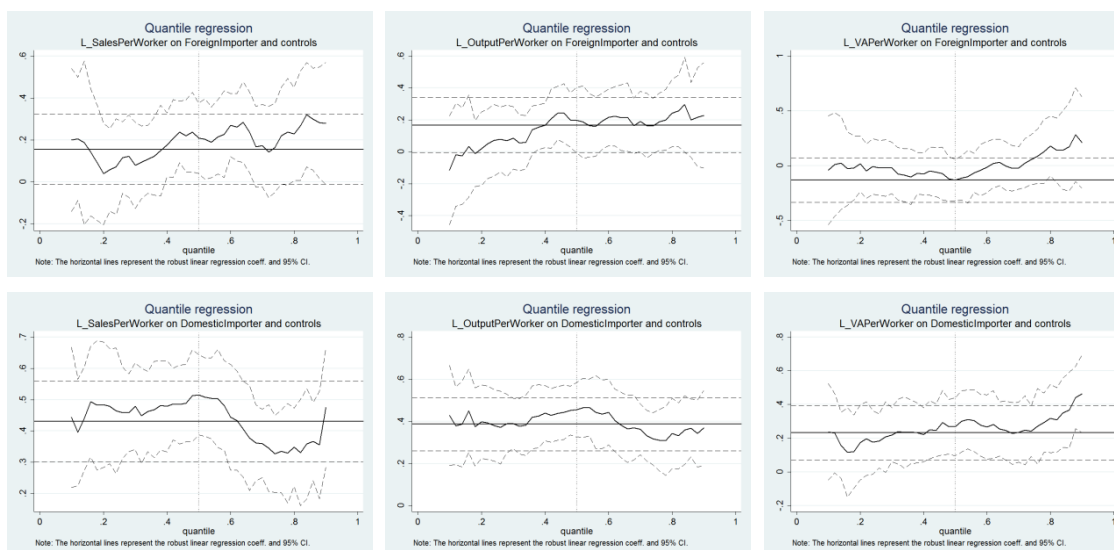 Quantile regression
L_SalesPerWorker on ForeignImporter and controls
.6
.4
.2
0
-.2
0 .2 .4 .6 .8 1
quantile
Note: The horizontal lines represent the robust linear regression coeff. and 95% CI.
Quantile regression
L_OutputPerWorker on ForeignImporter and controls
.6
.4
.2
0
-.2
-.4
0 .2 .4 .6 .8 1
quantile
Note: The horizontal lines represent the robust linear regression coeff. and 95% CI.
Quantile regression
L_VAPerWorker on ForeignImporter and controls
1
.5
0
-.5
0 .2 .4 .6 .8 1
quantile
Note: The horizontal lines represent the robust linear regression coeff. and 95% CI.
Quantile regression
L_SalesPerWorker on DomesticImporter and controls
.7
.6
.5
.4
.3
.2
0 .2 .4 .6 .8 1
quantile
Note: The horizontal lines represent the robust linear regression coeff. and 95% CI.
Quantile regression
L_OutputPerWorker on DomesticImporter and controls
.8
.6
.4
.2
0
0 .2 .4 .6 .8 1
quantile
Note: The horizontal lines represent the robust linear regression coeff. and 95% CI.
Quantile regression
L_VAPerWorker on DomesticImporter and controls
.8
.6
.4
.2
0
-.2
0 .2 .4 .6 .8 1
quantile
Note: The horizontal lines represent the robust linear regression coeff. and 95% CI.